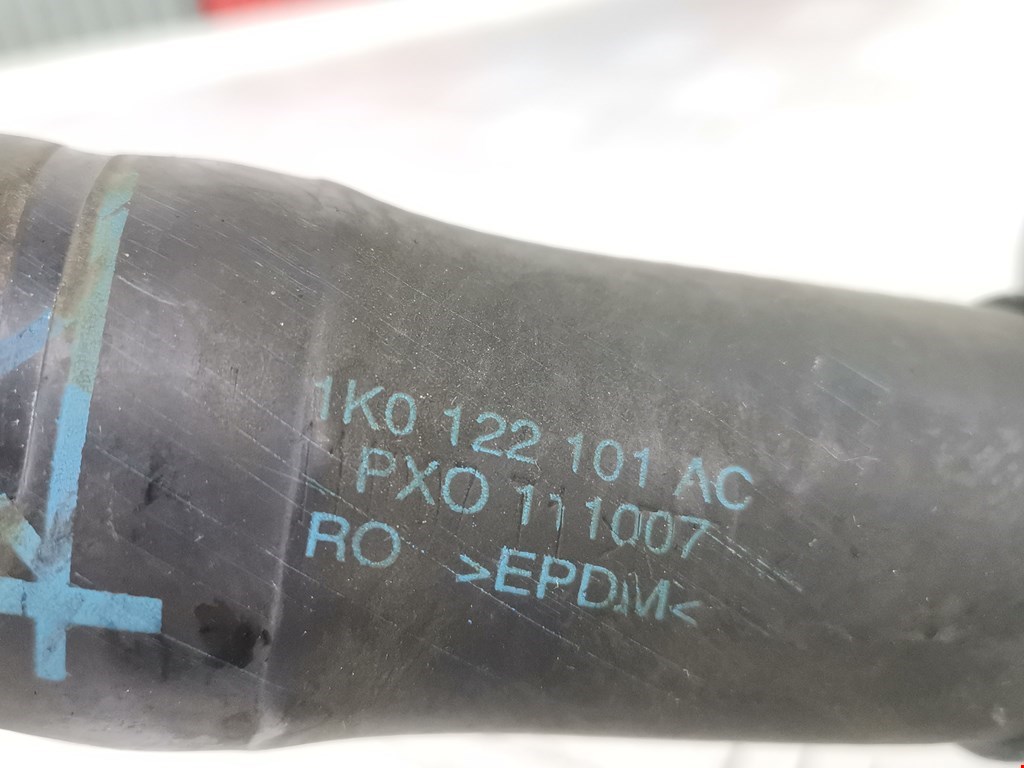 1K0 122 101 AC
PXO 111007
RO >EPDM<